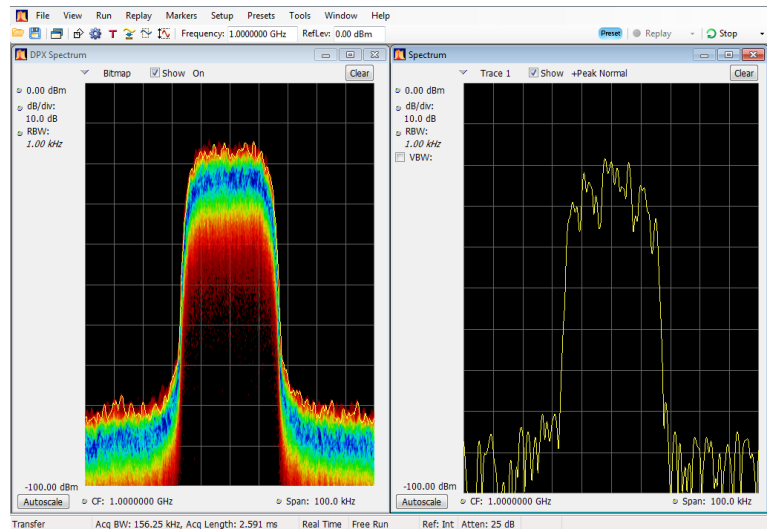 File View Run Replay Markers Setup Presets Tools Window Help
T Frequency: 1.0000000 GHz RefLev: 0.00 dBm Preset Replay Stop
DPX Spectrum
Bitmap Show On Clear
0.00 dBm
dB/div:
10.0 dB
RBW:
1.00 kHz
-100.00 dBm
Autoscale CF: 1.0000000 GHz Span: 100.0 kHz
Spectrum
Trace 1 Show +Peak Normal Clear
0.00 dBm
dB/div:
10.0 dB
RBW:
1.00 kHz
VBW:
-100.00 dBm
Autoscale CF: 1.0000000 GHz Span: 100.0 kHz
Transfer Acq BW: 156.25 kHz, Acq Length: 2.591 ms Real Time Free Run Ref: Int Atten: 25 dB